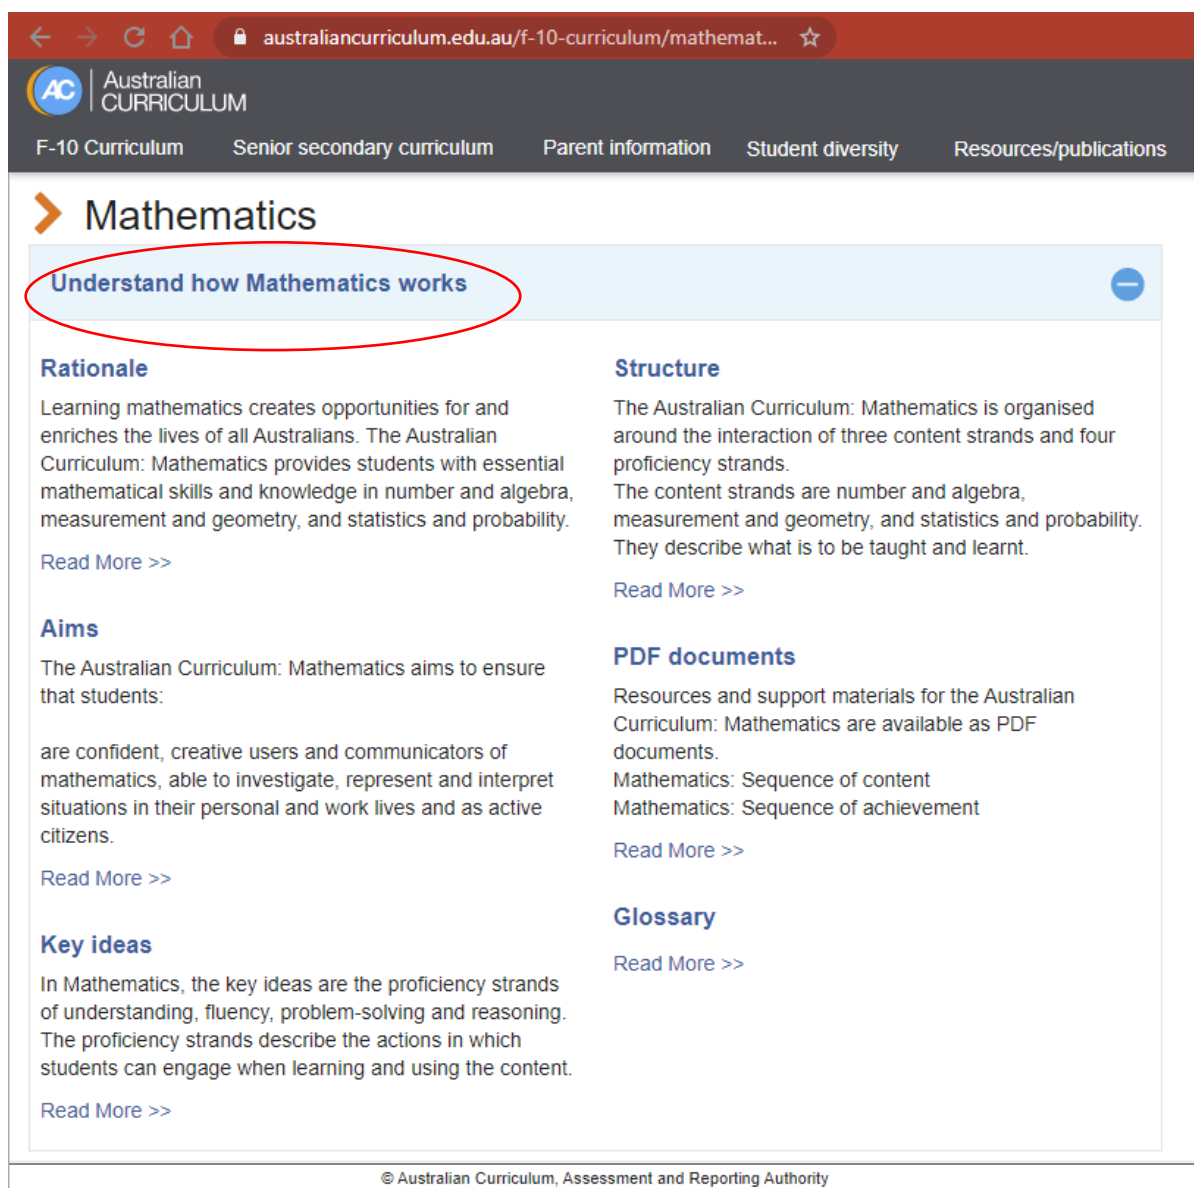 australiancurriculum.edu.au/f-10-curriculum/mathemat...
AC
Australian
CURRICULUM
F-10 Curriculum Senior secondary curriculum Parent information Student diversity Resources/publications
Mathematics
Understand how Mathematics works
Rationale
Learning mathematics creates opportunities for and
enriches the lives of all Australians. The Australian
Curriculum: Mathematics provides students with essential
mathematical skills and knowledge in number and algebra,
measurement and geometry, and statistics and probability.
Read More >>
Aims
The Australian Curriculum: Mathematics aims to ensure
that students:
are confident, creative users and communicators of
mathematics, able to investigate, represent and interpret
situations in their personal and work lives and as active
citizens.
Read More >>
Key ideas
In Mathematics, the key ideas are the proficiency strands
of understanding, fluency, problem-solving and reasoning.
The proficiency strands describe the actions in which
students can engage when learning and using the content.
Read More >>
Structure
The Australian Curriculum: Mathematics is organised
around the interaction of three content strands and four
proficiency strands.
The content strands are number and algebra,
measurement and geometry, and statistics and probability.
They describe what is to be taught and learnt.
Read More >>
PDF documents
Resources and support materials for the Australian
Curriculum: Mathematics are available as PDF
documents.
Mathematics: Sequence of content
Mathematics: Sequence of achievement
Read More >>
Glossary
Read More >>
© Australian Curriculum, Assessment and Reporting Authority